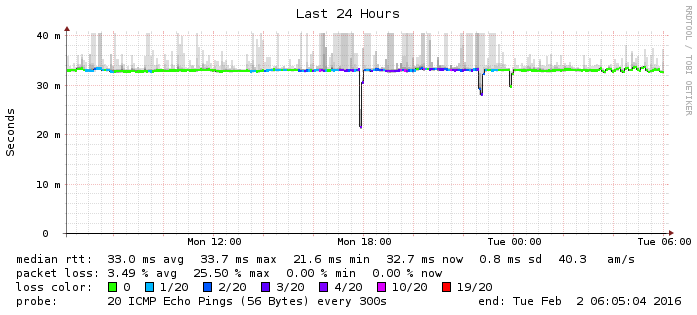 Last 24 Hours
RRDTOOL / TOBI OETIKER
Seconds
40 m
30 m
20 m
10 m
0
Mon 12:00 Mon 18:00 Tue 00:00 Tue 06:00
median rtt: 33.0 ms avg 33.7 ms max 21.6 ms min 32.7 ms now 0.8 ms sd 40.3 am/s
packet loss: 3.49 % avg 25.50 % max 0.00 % min 0.00 % now
loss color: 0 1/20 2/20 3/20 4/20 10/20 19/20
probe: 20 ICMP Echo Pings (56 Bytes) every 300s end: Tue Feb 2 06:05:04 2016